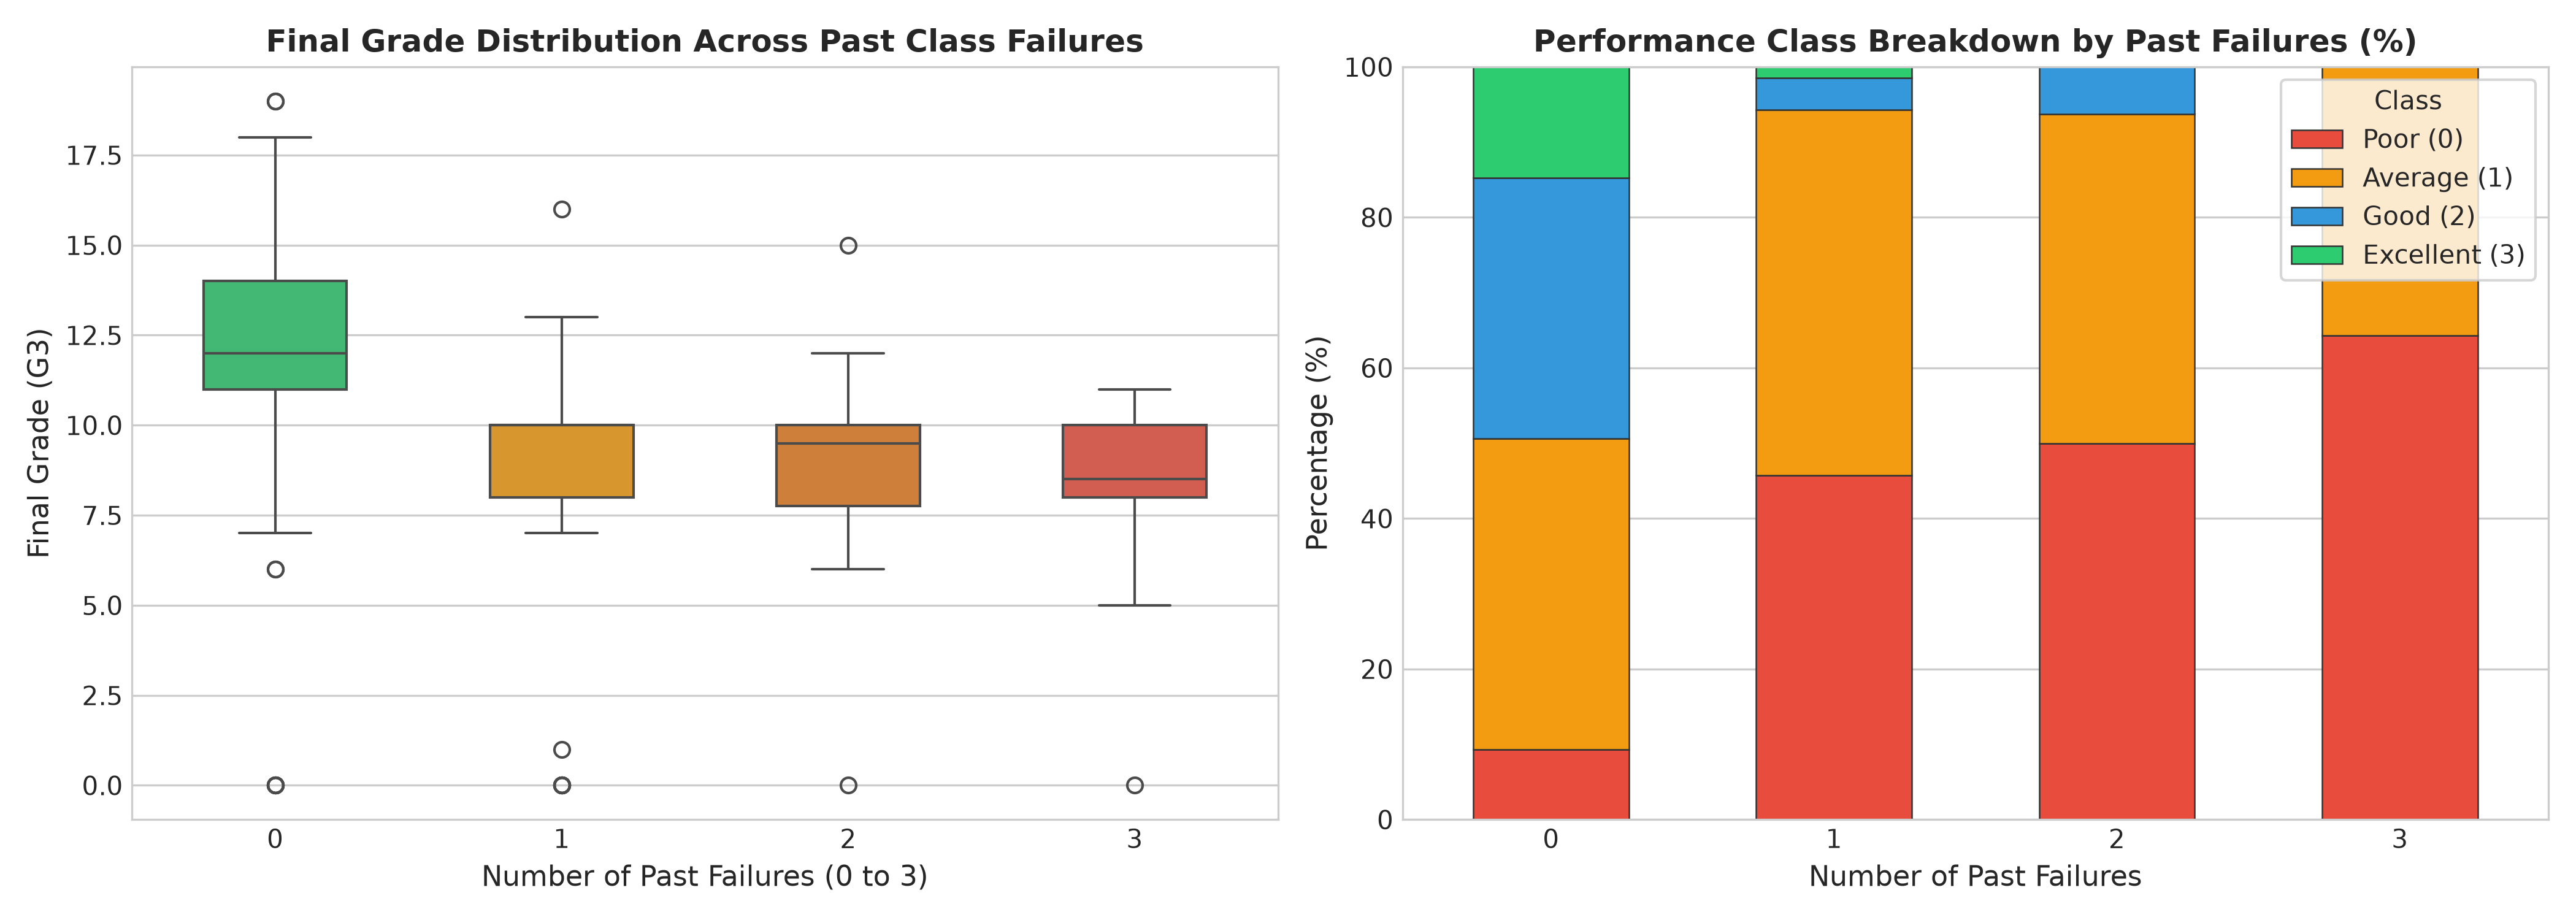 Final Grade Distribution Across Past Class Failures
Final Grade (G3)
17.5
15.0
12.5
10.0
7.5
5.0
2.5
0.0
0 1 2 3
Number of Past Failures (0 to 3)
Performance Class Breakdown by Past Failures (%)
Percentage (%)
100
80
60
40
20
0
Class
Poor (0)
Average (1)
Good (2)
Excellent (3)
0 1 2 3
Number of Past Failures